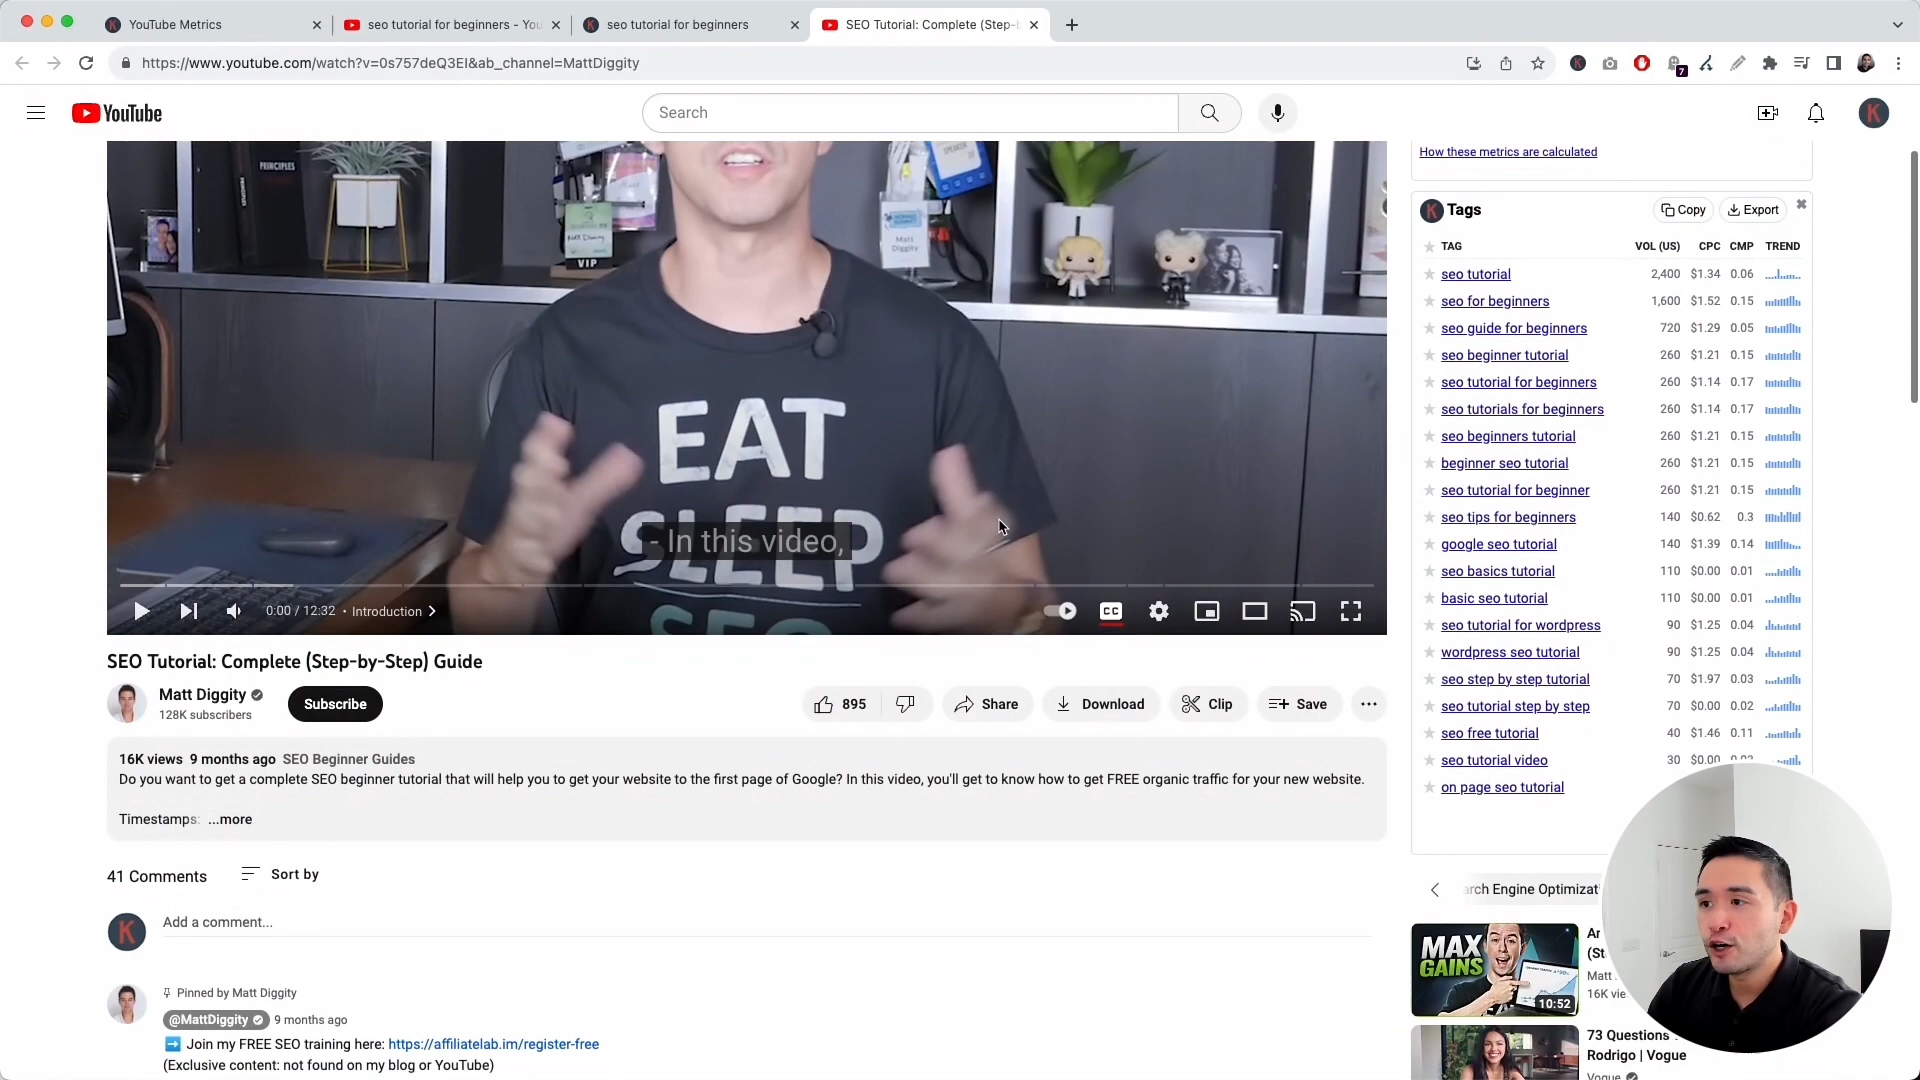 YouTube Metrics
seo tutorial for beginners - You
seo tutorial for beginners
SEO Tutorial: Complete (Step-b
https://www.youtube.com/watch?v=0s757deQ3EI&ab_channel=MattDiggity
7
YouTube
Search
K
PRINCIPLES
SPEAKER
Matt Diggity
VIP
Matt
Diggity
EAT
SLEEP
SEO
- In this video,
0:00 / 12:32 • Introduction
CC
SEO Tutorial: Complete (Step-by-Step) Guide
Matt Diggity
128K subscribers
Subscribe
895
Share
Download
Clip
Save
16K views 9 months ago SEO Beginner Guides
Do you want to get a complete SEO beginner tutorial that will help you to get your website to the first page of Google? In this video, you'll get to know how to get FREE organic traffic for your new website.
Timestamps: ...more
41 Comments
Sort by
K
Add a comment...
Pinned by Matt Diggity
@MattDiggity 9 months ago
Join my FREE SEO training here: https://affiliatelab.im/register-free
(Exclusive content: not found on my blog or YouTube)
How these metrics are calculated
K Tags
Copy
Export
TAG VOL (US) CPC CMP TREND
seo tutorial 2,400 $1.34 0.06
seo for beginners 1,600 $1.52 0.15
seo guide for beginners 720 $1.29 0.05
seo beginner tutorial 260 $1.21 0.15
seo tutorial for beginners 260 $1.14 0.17
seo tutorials for beginners 260 $1.14 0.17
seo beginners tutorial 260 $1.21 0.15
beginner seo tutorial 260 $1.21 0.15
seo tutorial for beginner 260 $1.21 0.15
seo tips for beginners 140 $0.62 0.3
google seo tutorial 140 $1.39 0.14
seo basics tutorial 110 $0.00 0.01
basic seo tutorial 110 $0.00 0.01
seo tutorial for wordpress 90 $1.25 0.04
wordpress seo tutorial 90 $1.25 0.04
seo step by step tutorial 70 $1.97 0.03
seo tutorial step by step 70 $0.00 0.02
seo free tutorial 40 $1.46 0.11
seo tutorial video 30 $0.00
on page seo tutorial
arch Engine Optimizat
MAX
GAINS
10:52
Ar
(St
Matt
16K vie
73 Questions
Rodrigo | Vogue
Vogue